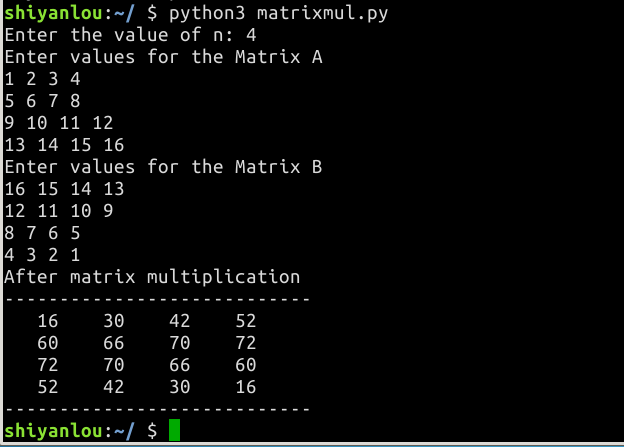 shiyanlou:~/ $ python3 matrixmul.py
Enter the value of n: 4
Enter values for the Matrix A
1 2 3 4
5 6 7 8
9 10 11 12
13 14 15 16
Enter values for the Matrix B
16 15 14 13
12 11 10 9
8 7 6 5
4 3 2 1
After matrix multiplication
----------------------------
   16    30    42    52
   60    66    70    72
   72    70    66    60
   52    42    30    16
----------------------------
shiyanlou:~/ $